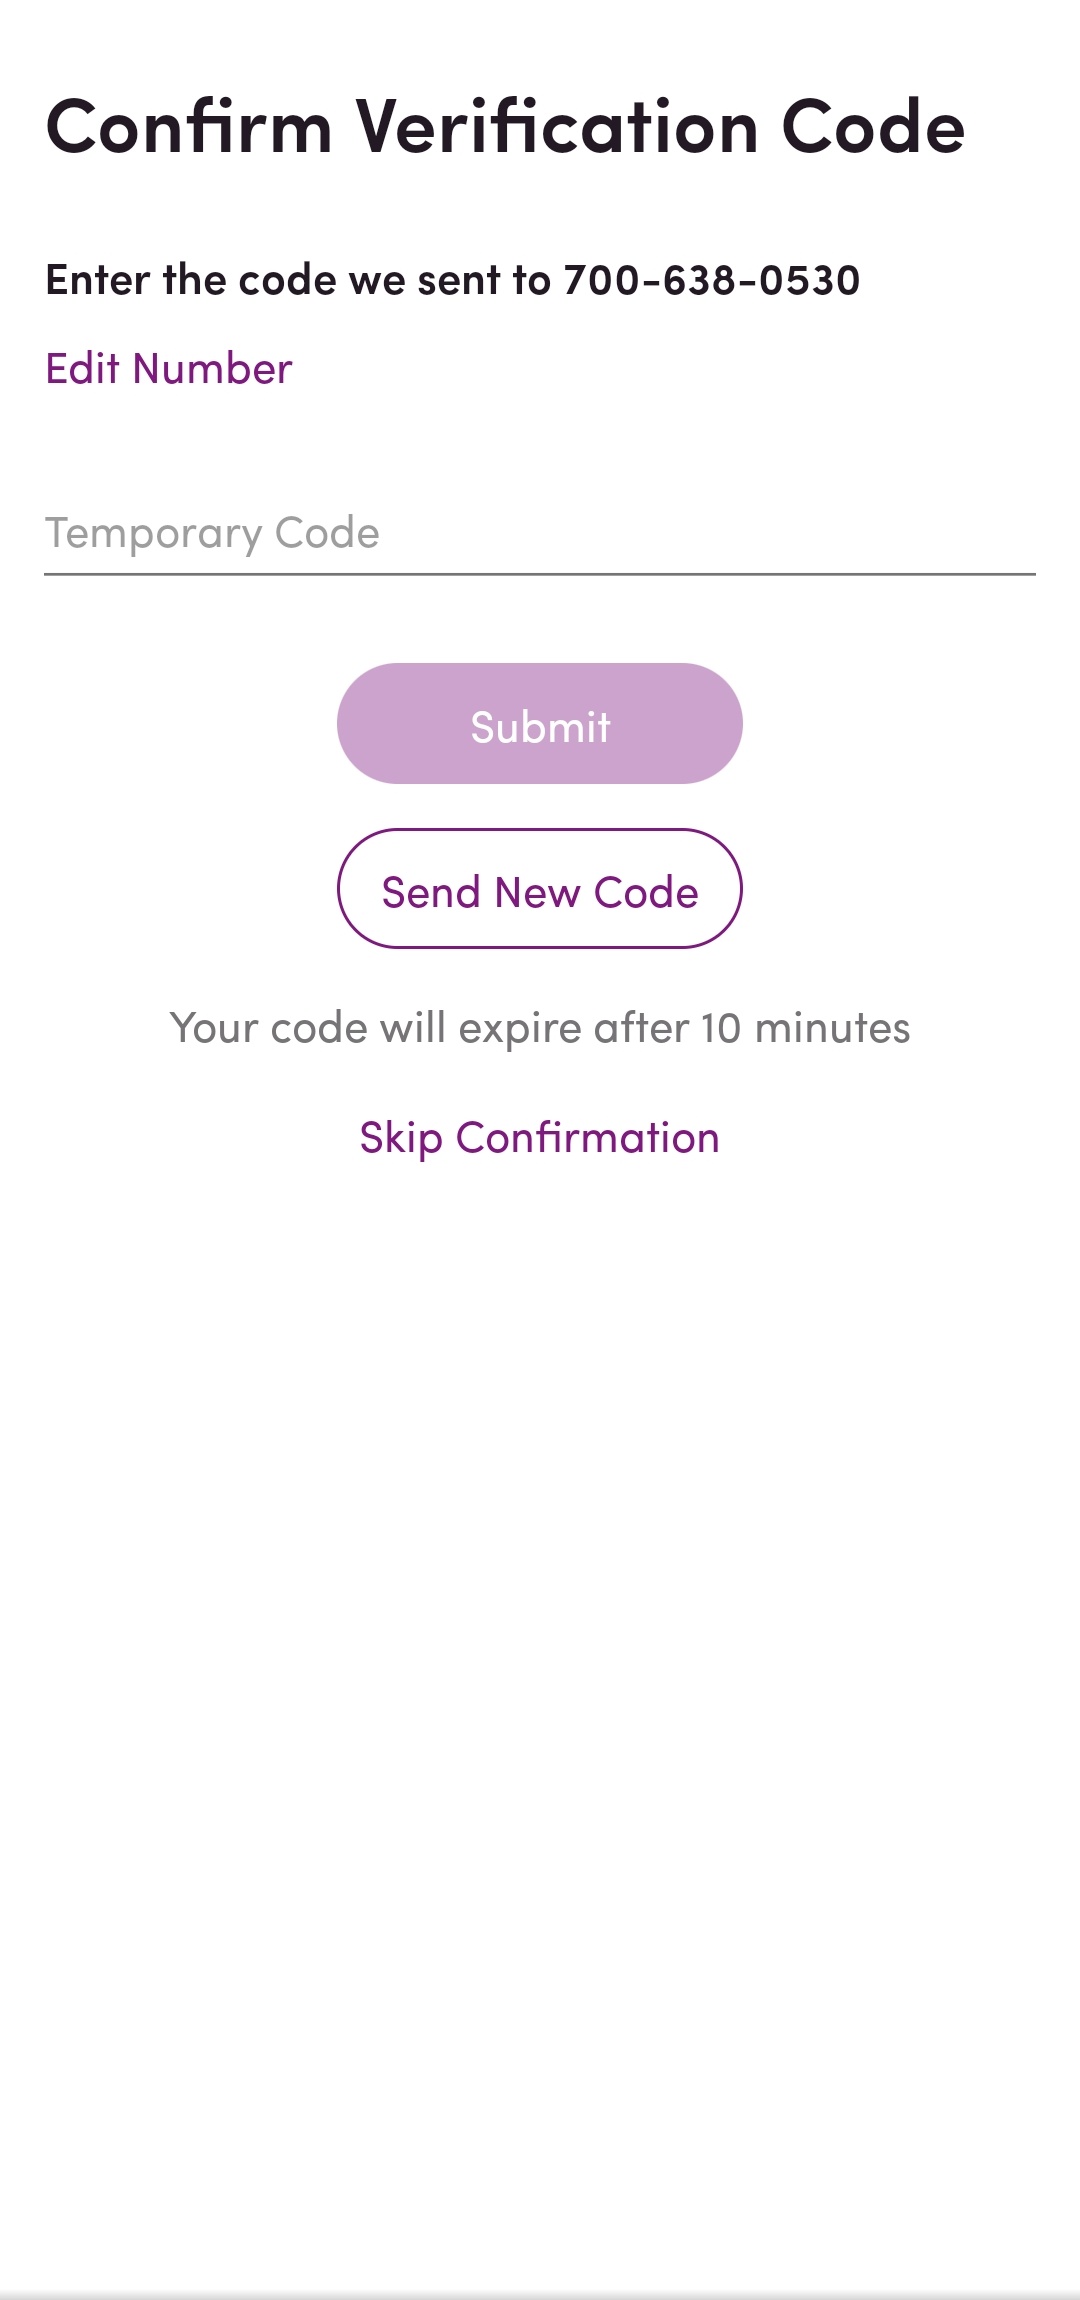 Confirm Verification Code
Enter the code we sent to 700-638-0530
Edit Number
Temporary Code
Submit
Send New Code
Your code will expire after 10 minutes
Skip Confirmation